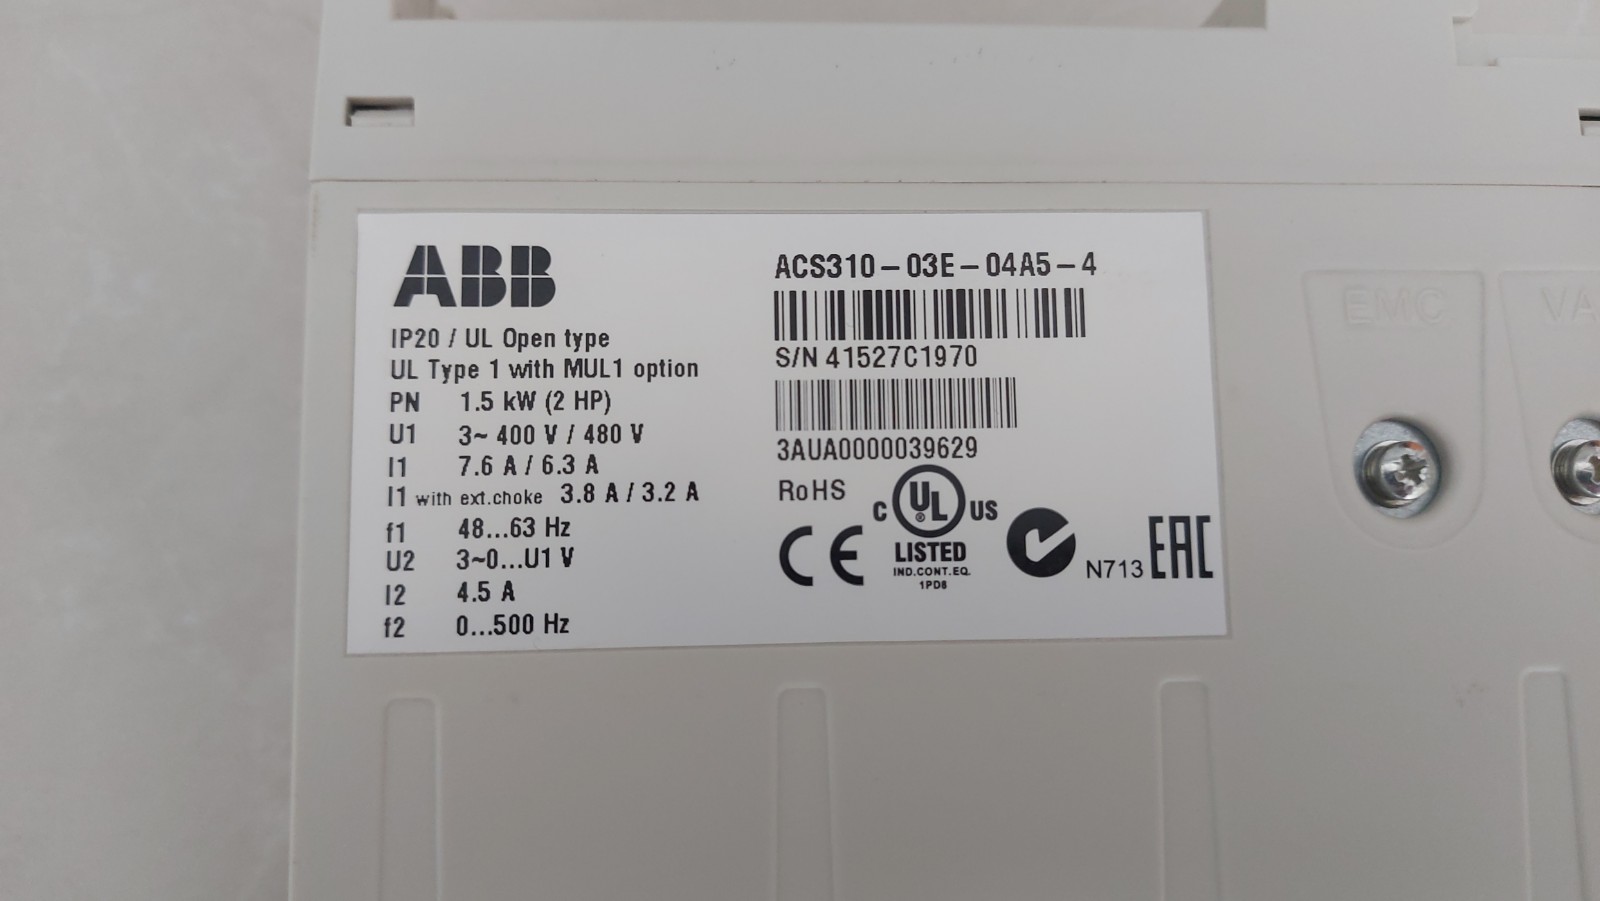 ABB
IP20 / UL Open type
UL Type 1 with MUL1 option
PN 1.5 kW (2 HP)
U1 3~ 400 V / 480 V
I1 7.6 A / 6.3 A
I1 with ext.choke 3.8 A / 3.2 A
f1 48...63 Hz
U2 3~0...U1 V
I2 4.5 A
f2 0...500 Hz
ACS310-03E-04A5-4
S/N 41527C1970
3AUA0000039629
RoHS
C UL US
®
LISTED
IND.CONT.EQ.
1PD8
CE
N713
EAC
EMC
VA